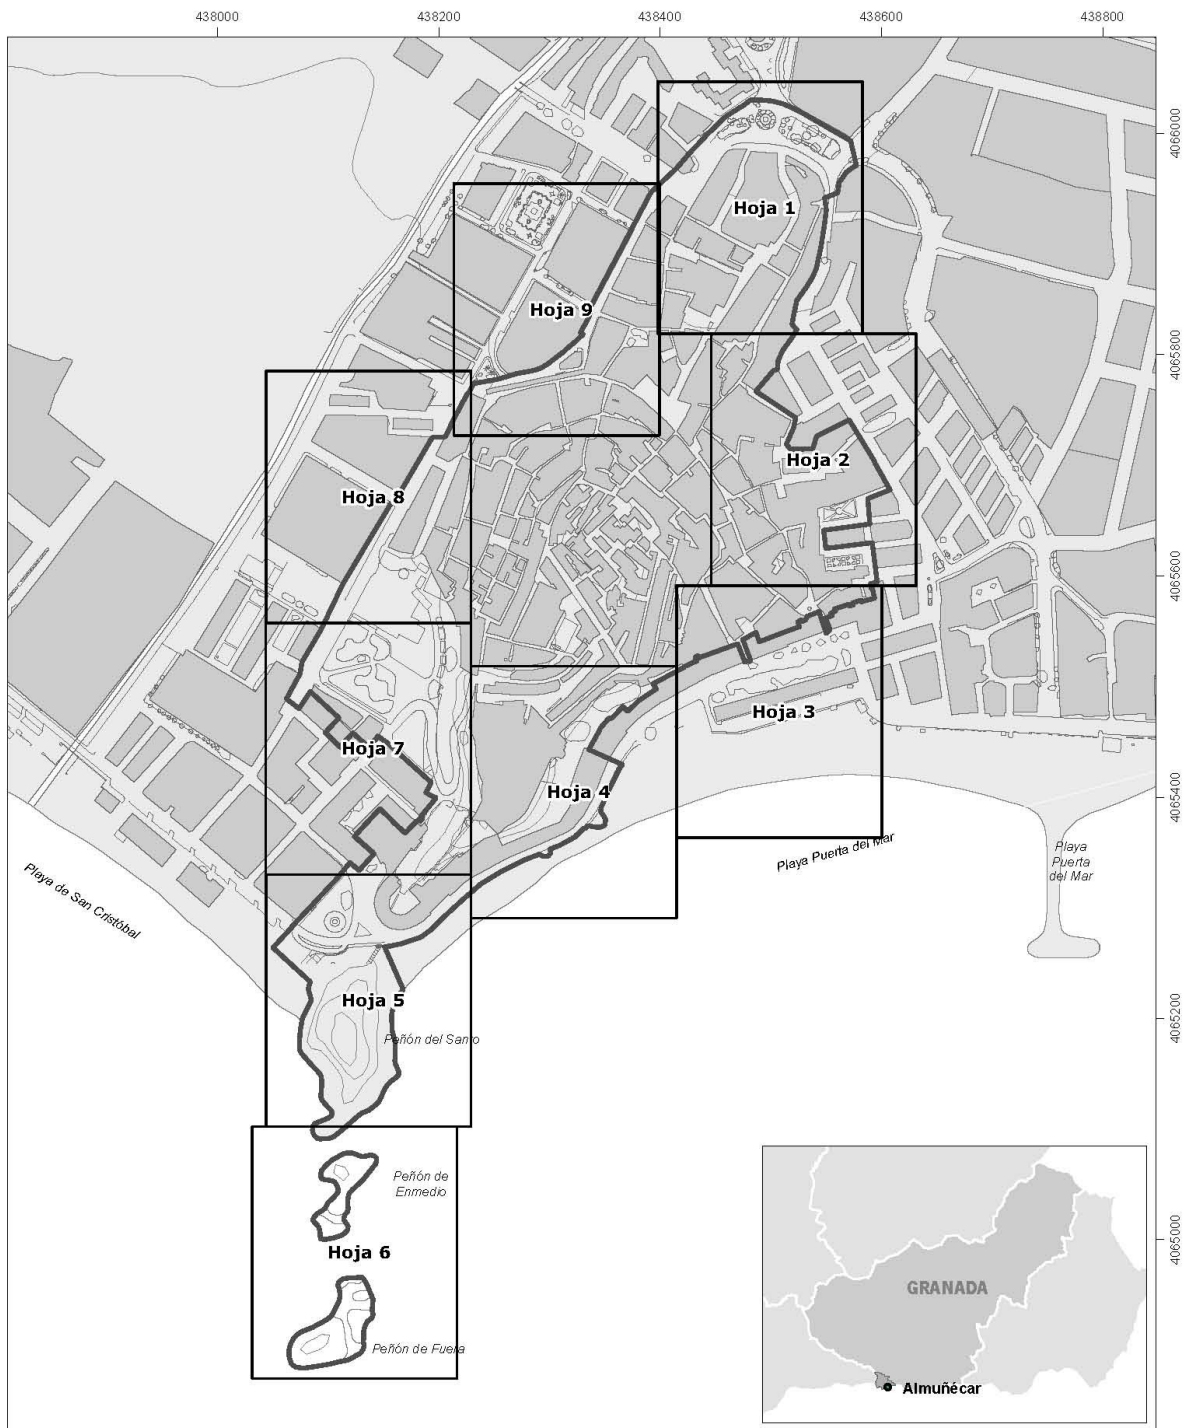 438000
438200
438400
438600
438800
4066000
Hoja 1
Hoja 9
4065800
Hoja 2
Hoja 8
4065600
Hoja 3
Hoja 7
Hoja 4
4065400
Playa Puerta del Mar
Playa
Puerta
del Mar
Playa de San Cristóbal
Hoja 5
4065200
Peñón del Santo
Peñón de
Enmedio
4065000
Hoja 6
GRANADA
Peñón de Fuera
Almuñécar